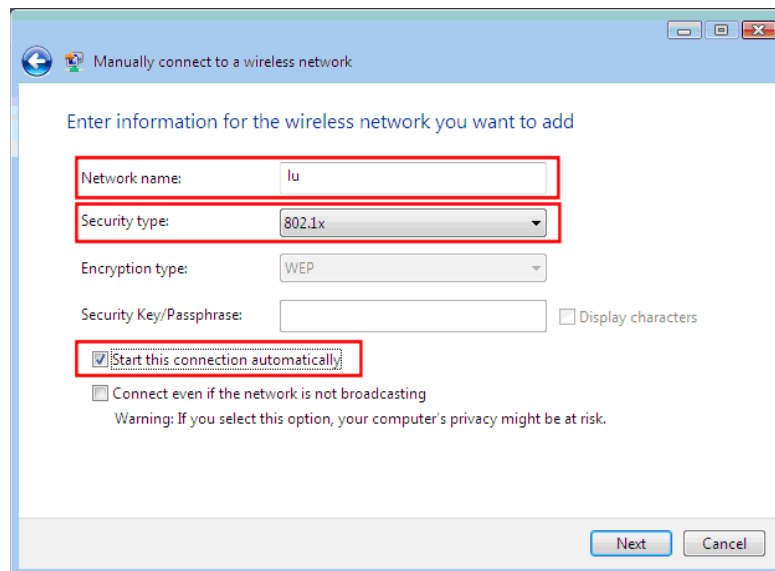 Manually connect to a wireless network
Enter information for the wireless network you want to add
Network name: lu
Security type: 802.1x
Encryption type: WEP
Security Key/Passphrase: Display characters
Start this connection automatically
Connect even if the network is not broadcasting
Warning: If you select this option, your computer's privacy might be at risk.
Next Cancel